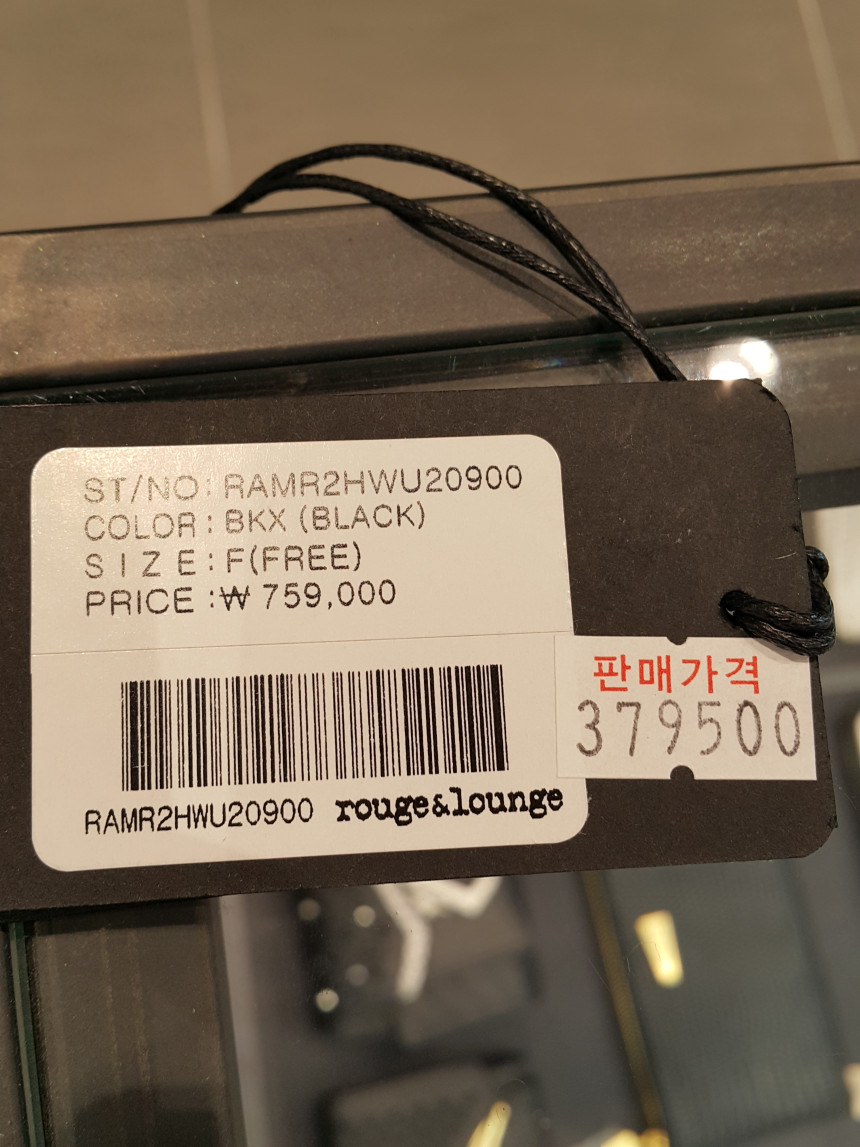 ST/NO: RAMR2HWU20900
COLOR: BKX (BLACK)
SIZE: F(FREE)
PRICE :₩ 759,000
판매가격
379500
RAMR2HWU20900 rouge&lounge